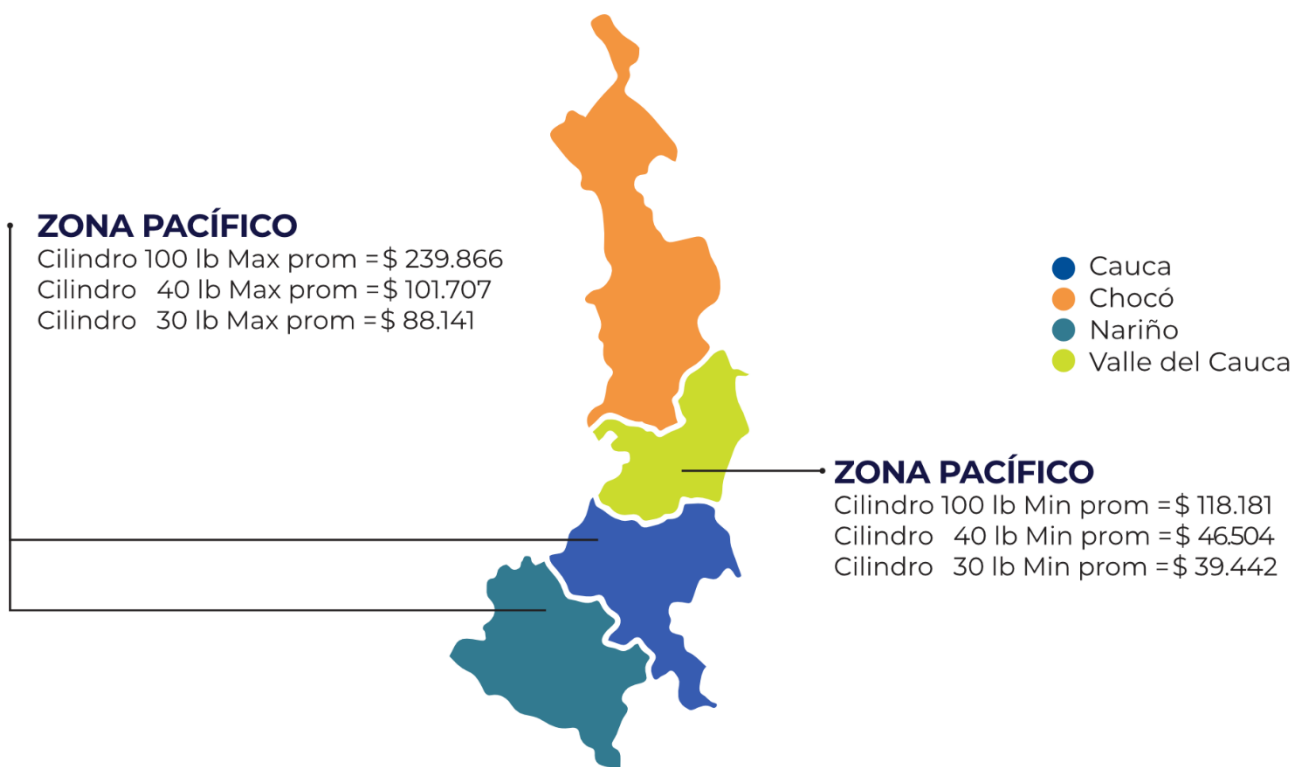 ZONA PACÍFICO
Cilindro 100 lb Max prom = $ 239.866
Cilindro 40 lb Max prom = $ 101.707
Cilindro 30 lb Max prom = $ 88.141
Cauca
Chocó
Nariño
Valle del Cauca
ZONA PACÍFICO
Cilindro 100 lb Min prom = $ 118.181
Cilindro 40 lb Min prom = $ 46.504
Cilindro 30 lb Min prom = $ 39.442